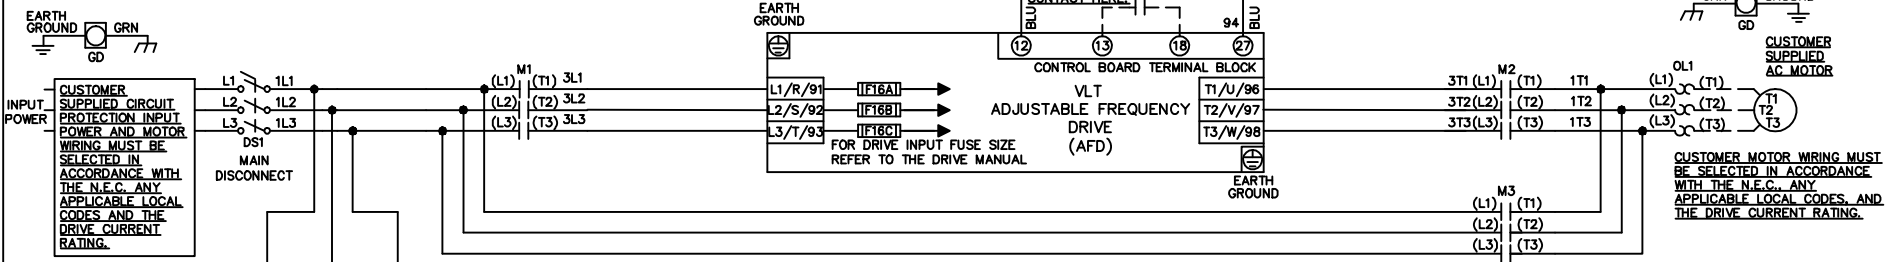 EARTH
GROUND
GRN
GD
INPUT
POWER
CUSTOMER
SUPPLIED CIRCUIT
PROTECTION INPUT
POWER AND MOTOR
WIRING MUST BE
SELECTED IN
ACCORDANCE WITH
THE N.E.C. ANY
APPLICABLE LOCAL
CODES AND THE
DRIVE CURRENT
RATING.
L1 1L1
L2 1L2
L3 1L3
DS1
MAIN
DISCONNECT
M1
(L1) (T1) 3L1
(L2) (T2) 3L2
(L3) (T3) 3L3
EARTH
GROUND
BLU
94 BLU
12 13 18 27
CONTROL BOARD TERMINAL BLOCK
L1/R/91 F16A
L2/S/92 F16B
L3/T/93 F16C
FOR DRIVE INPUT FUSE SIZE
REFER TO THE DRIVE MANUAL
VLT
ADJUSTABLE FREQUENCY
DRIVE
(AFD)
T1/U/96
T2/V/97
T3/W/98
EARTH
GROUND
M2
3T1 (L1) (T1) 1T1
3T2(L2) (T2) 1T2
3T3(L3) (T3) 1T3
M3
(L1) (T1)
(L2) (T2)
(L3) (T3)
GD
CUSTOMER
SUPPLIED
AC MOTOR
OL1
(L1) (T1)
(L2) (T2)
(L3) (T3)
T1
T2
T3
CUSTOMER MOTOR WIRING MUST
BE SELECTED IN ACCORDANCE
WITH THE N.E.C., ANY
APPLICABLE LOCAL CODES, AND
THE DRIVE CURRENT RATING.